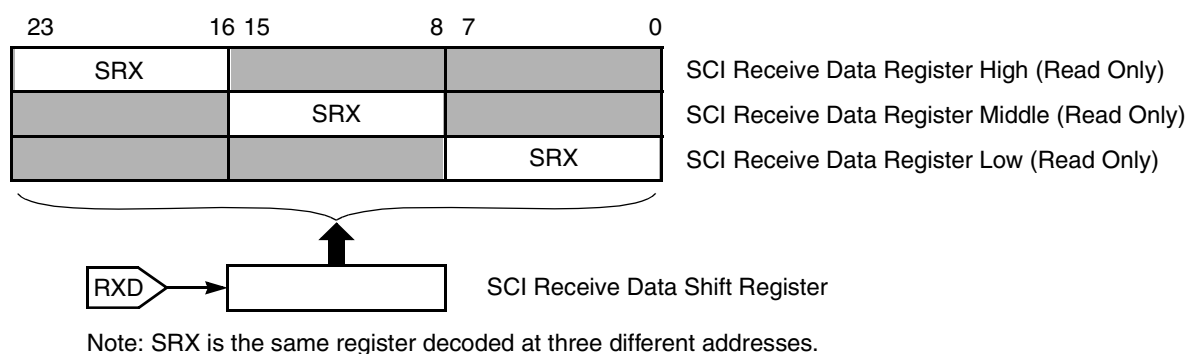 23 16 15 8 7 0
SRX SCI Receive Data Register High (Read Only)
SRX SCI Receive Data Register Middle (Read Only)
SRX SCI Receive Data Register Low (Read Only)
RXD SCI Receive Data Shift Register
Note: SRX is the same register decoded at three different addresses.